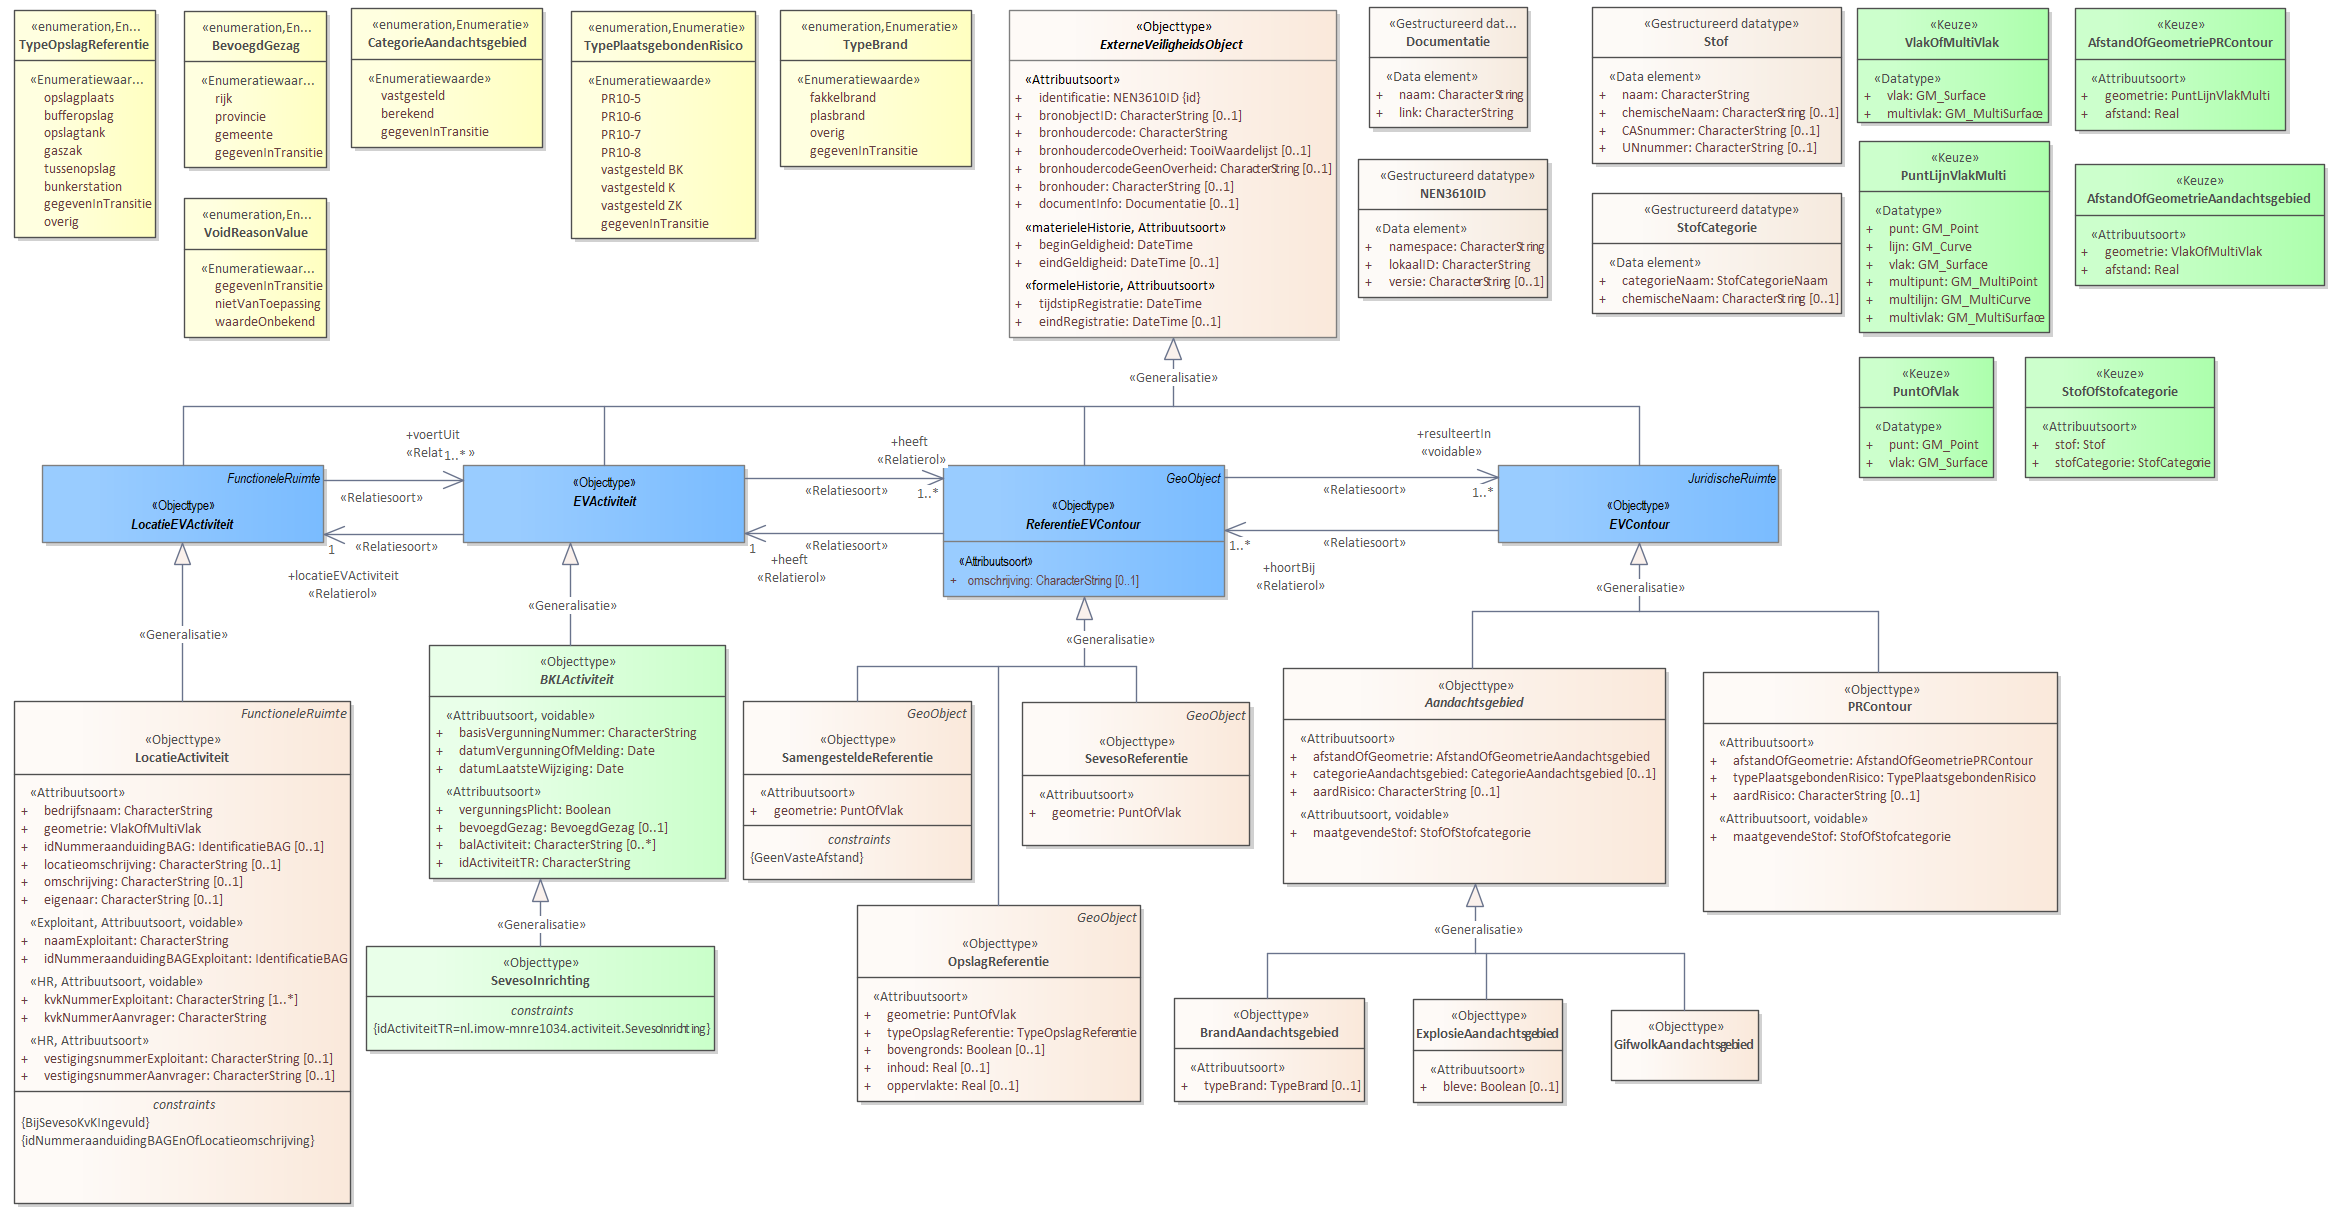 «enumeration,En...
TypeOpslagReferentie
«Enumeratiewaar...
opslagplaats
bufferopslag
opslagtank
gaszak
tussenopslag
bunkerstation
gegevenInTransitie
overig
«enumeration,En...
BevoegdGezag
«Enumeratiewaar...
rijk
provincie
gemeente
gegevenInTransitie
«enumeration,En...
VoidReasonValue
«Enumeratiewaar...
gegevenInTransitie
nietVanToepassing
waardeOnbekend
«enumeration,Enumeratie»
CategorieAandachtsgebied
«Enumeratiewaarde»
vastgesteld
berekend
gegevenInTransitie
«enumeration,Enumeratie»
TypePlaatsgebondenRisico
«Enumeratiewaarde»
PR10-5
PR10-6
PR10-7
PR10-8
vastgesteld BK
vastgesteld K
vastgesteld ZK
gegevenInTransitie
«enumeration,Enumeratie»
TypeBrand
«Enumeratiewaarde»
fakkelbrand
plasbrand
overig
gegevenInTransitie
«Objecttype»
ExterneVeiligheidsObject
«Attribuutsoort»
+ identificatie: NEN3610ID {id}
+ bronobjectID: CharacterString [0..1]
+ bronhoudercode: CharacterString
+ bronhoudercodeOverheid: TooiWaardelijst [0..1]
+ bronhoudercodeGeenOverheid: CharacterString [0..1]
+ bronhouder: CharacterString [0..1]
+ documentInfo: Documentatie [0..1]
«materieleHistorie, Attribuutsoort»
+ beginGeldigheid: DateTime
+ eindGeldigheid: DateTime [0..1]
«formeleHistorie, Attribuutsoort»
+ tijdstipRegistratie: DateTime
+ eindRegistratie: DateTime [0..1]
«Gestructureerd dat...
Documentatie
«Data element»
+ naam: CharacterString
+ link: CharacterString
«Gestructureerd datatype»
NEN3610ID
«Data element»
+ namespace: CharacterString
+ lokaalID: CharacterString
+ versie: CharacterString [0..1]
«Gestructureerd datatype»
Stof
«Data element»
+ naam: CharacterString
+ chemischeNaam: CharacterString [0..1]
+ CASnummer: CharacterString [0..1]
+ UNnummer: CharacterString [0..1]
«Gestructureerd datatype»
StofCategorie
«Data element»
+ categorieNaam: StofCategorieNaam
+ chemischeNaam: CharacterString [0..1]
«Keuze»
VlakOfMultiVlak
«Datatype»
+ vlak: GM_Surface
+ multivlak: GM_MultiSurface
«Keuze»
PuntLijnVlakMulti
«Datatype»
+ punt: GM_Point
+ lijn: GM_Curve
+ vlak: GM_Surface
+ multipunt: GM_MultiPoint
+ multilijn: GM_MultiCurve
+ multivlak: GM_MultiSurface
«Keuze»
AfstandOfGeometriePRContour
«Attribuutsoort»
+ geometrie: PuntLijnVlakMulti
+ afstand: Real
«Keuze»
AfstandOfGeometrieAandachtsgebied
«Attribuutsoort»
+ geometrie: VlakOfMultiVlak
+ afstand: Real
«Keuze»
PuntOfVlak
«Datatype»
+ punt: GM_Point
+ vlak: GM_Surface
«Keuze»
StofOfStofcategorie
«Attribuutsoort»
+ stof: Stof
+ stofCategorie: StofCategorie
«Generalisatie»
FunctioneleRuimte
«Objecttype»
LocatieEVActiviteit
+voertUit
«Relat 1..* »
«Relatiesoort»
«Relatiesoort»
1
+locatieEVActiviteit
«Relatierol»
«Objecttype»
EVActiviteit
+heeft
«Relatierol»
«Relatiesoort»
1..*
«Relatiesoort»
1
+heeft
«Relatierol»
GeoObject
«Objecttype»
ReferentieEVContour
«Attribuutsoort»
+ omschrijving: CharacterString [0..1]
+resulteertIn
«voidable»
«Relatiesoort»
1..*
«Relatiesoort»
1..*
+hoortBij
«Relatierol»
JuridischeRuimte
«Objecttype»
EVContour
«Generalisatie»
«Generalisatie»
«Generalisatie»
«Generalisatie»
FunctioneleRuimte
«Objecttype»
LocatieActiviteit
«Attribuutsoort»
+ bedrijfsnaam: CharacterString
+ geometrie: VlakOfMultiVlak
+ idNummeraanduidingBAG: IdentificatieBAG [0..1]
+ locatieomschrijving: CharacterString [0..1]
+ omschrijving: CharacterString [0..1]
+ eigenaar: CharacterString [0..1]
«Exploitant, Attribuutsoort, voidable»
+ naamExploitant: CharacterString
+ idNummeraanduidingBAGExploitant: IdentificatieBAG
«HR, Attribuutsoort, voidable»
+ kvkNummerExploitant: CharacterString [1..*]
+ kvkNummerAanvrager: CharacterString
«HR, Attribuutsoort»
+ vestigingsnummerExploitant: CharacterString [0..1]
+ vestigingsnummerAanvrager: CharacterString [0..1]
constraints
{BijSevesoKvKIngevuld}
{idNummeraanduidingBAGEnOfLocatieomschrijving}
«Objecttype»
BKLActiviteit
«Attribuutsoort, voidable»
+ basisVergunningNummer: CharacterString
+ datumVergunningOfMelding: Date
+ datumLaatsteWijziging: Date
«Attribuutsoort»
+ vergunningsPlicht: Boolean
+ bevoegdGezag: BevoegdGezag [0..1]
+ balActiviteit: CharacterString [0..*]
+ idActiviteitTR: CharacterString
«Generalisatie»
«Objecttype»
SevesoInrichting
constraints
{idActiviteitTR=nl.imow-mnre1034.activiteit.SevesoInrichting}
GeoObject
«Objecttype»
SamengesteldeReferentie
«Attribuutsoort»
+ geometrie: PuntOfVlak
constraints
{GeenVasteAfstand}
GeoObject
«Objecttype»
SevesoReferentie
«Attribuutsoort»
+ geometrie: PuntOfVlak
GeoObject
«Objecttype»
OpslagReferentie
«Attribuutsoort»
+ geometrie: PuntOfVlak
+ typeOpslagReferentie: TypeOpslagReferentie
+ bovengronds: Boolean [0..1]
+ inhoud: Real [0..1]
+ oppervlakte: Real [0..1]
«Objecttype»
Aandachtsgebied
«Attribuutsoort»
+ afstandOfGeometrie: AfstandOfGeometrieAandachtsgebied
+ categorieAandachtsgebied: CategorieAandachtsgebied [0..1]
+ aardRisico: CharacterString [0..1]
«Attribuutsoort, voidable»
+ maatgevendeStof: StofOfStofcategorie
«Objecttype»
PRContour
«Attribuutsoort»
+ afstandOfGeometrie: AfstandOfGeometriePRContour
+ typePlaatsgebondenRisico: TypePlaatsgebondenRisico
+ aardRisico: CharacterString [0..1]
«Attribuutsoort, voidable»
+ maatgevendeStof: StofOfStofcategorie
«Generalisatie»
«Objecttype»
BrandAandachtsgebied
«Attribuutsoort»
+ typeBrand: TypeBrand [0..1]
«Objecttype»
ExplosieAandachtsgebied
«Attribuutsoort»
+ bleve: Boolean [0..1]
«Objecttype»
GifwolkAandachtsgebied